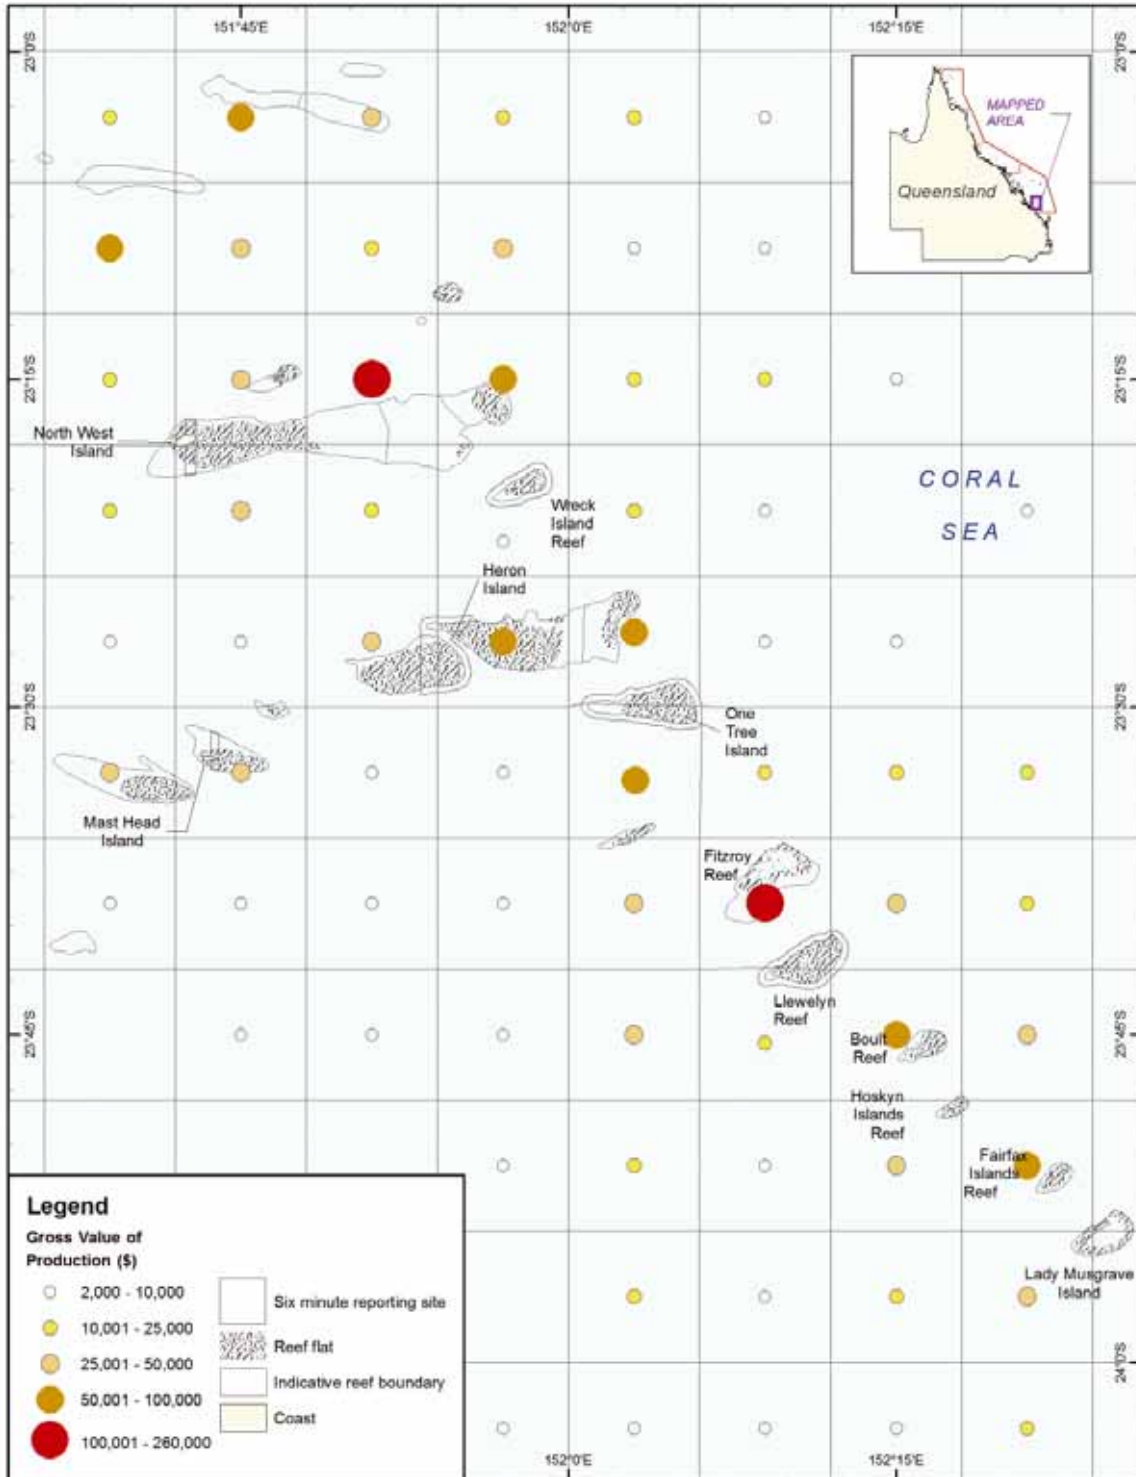 151°45'E
152°0'E
152°15'E
23°0'S
23°0'S
MAPPED
AREA
Queensland
23°15'S
23°15'S
North West
Island
CORAL
SEA
Wreck
Island
Reef
Heron
Island
23°30'S
23°30'S
One
Tree
Island
Mast Head
Island
Fitzroy
Reef
Llewelyn
Reef
23°45'S
23°45'S
Boult
Reef
Hoskyn
Islands
Reef
Fairfax
Islands
Reef
Lady Musgrave
Island
Legend
Gross Value of
Production ($)
2,000 - 10,000
10,001 - 25,000
25,001 - 50,000
50,001 - 100,000
100,001 - 260,000
Six minute reporting site
Reef flat
Indicative reef boundary
Coast
24°0'S
152°0'E
152°15'E